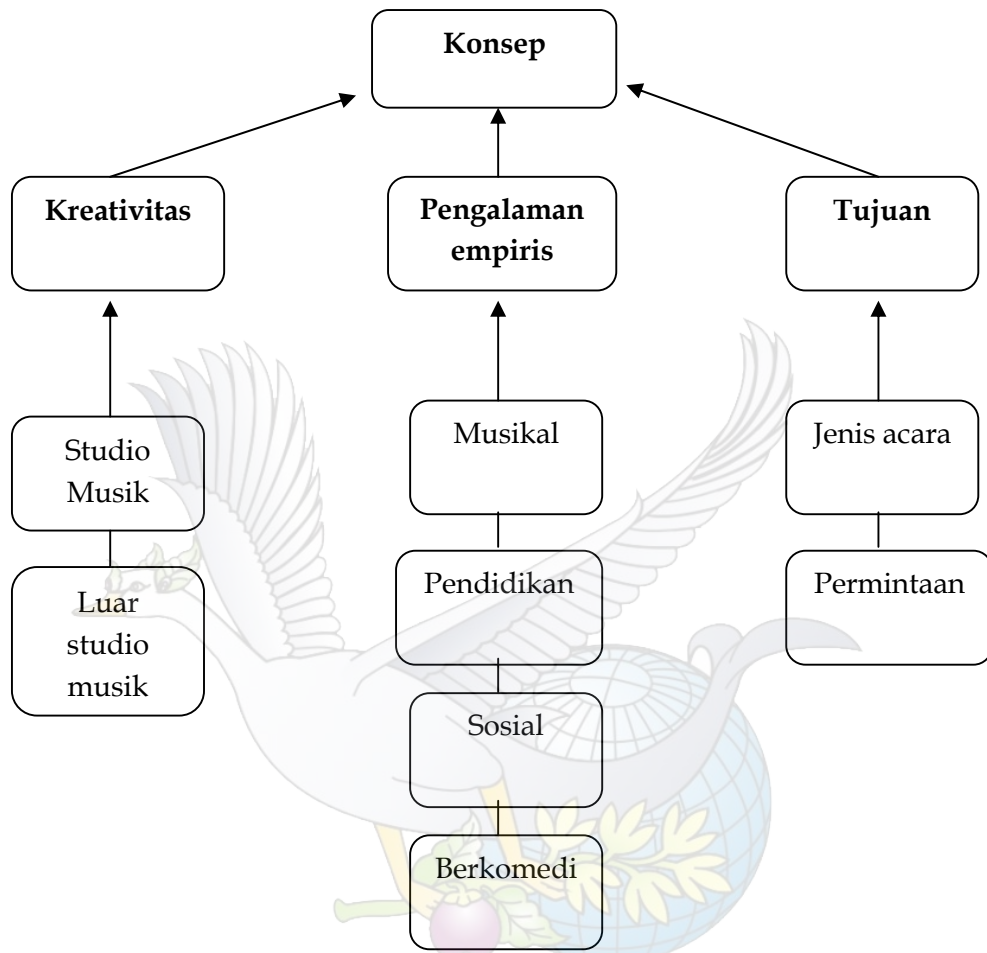 Konsep
Kreativitas
Pengalaman
empiris
Tujuan
Studio
Musik
Musikal
Jenis acara
Luar
studio
musik
Pendidikan
Permintaan
Sosial
Berkomedi